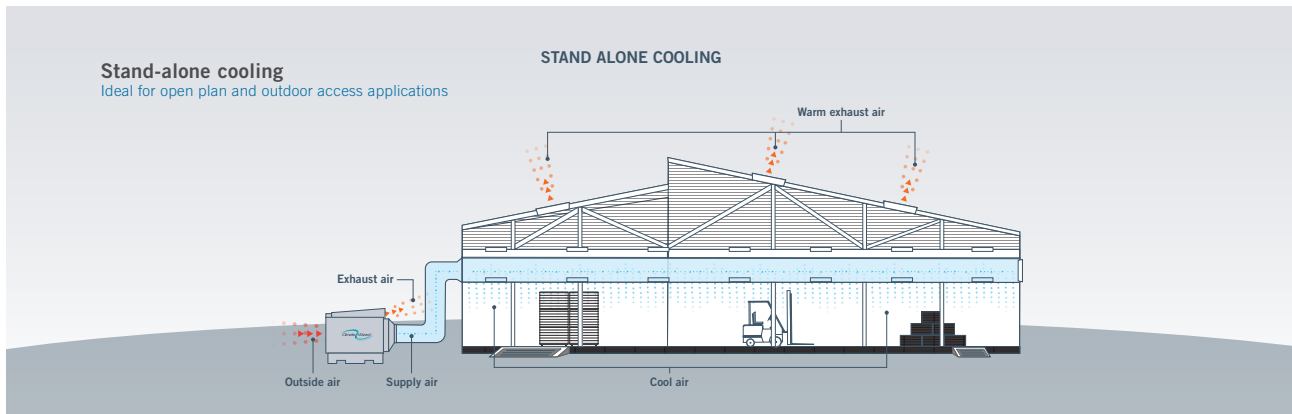 STAND ALONE COOLING
Stand-alone cooling
Ideal for open plan and outdoor access applications
Warm exhaust air
Exhaust air
Outside air
Supply air
Cool air